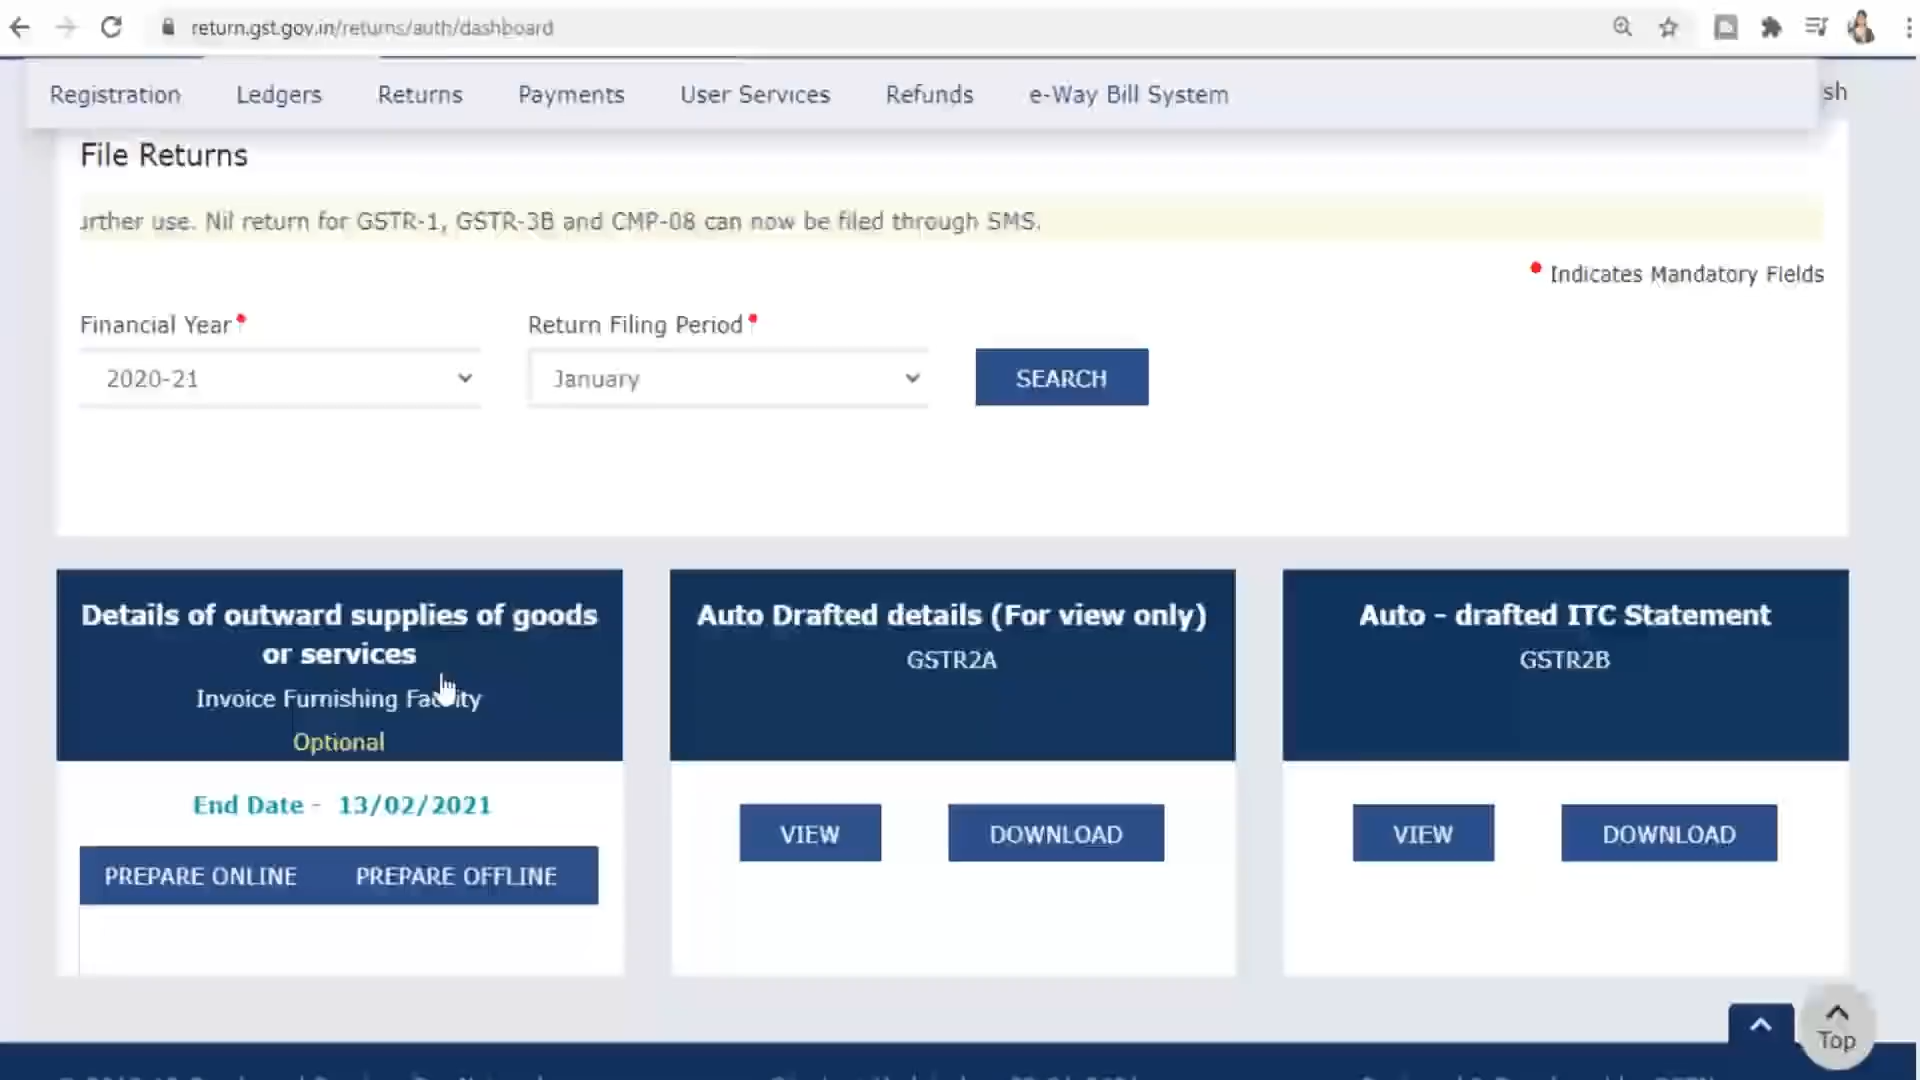 return.gst.gov.in/returns/auth/dashboard
Registration Ledgers Returns Payments User Services Refunds e-Way Bill System
sh
File Returns
urther use. Nil return for GSTR-1, GSTR-3B and CMP-08 can now be filed through SMS.
• Indicates Mandatory Fields
Financial Year• Return Filing Period•
2020-21 January SEARCH
Details of outward supplies of goods
or services
Invoice Furnishing Facility
Optional
End Date - 13/02/2021
PREPARE ONLINE PREPARE OFFLINE
Auto Drafted details (For view only)
GSTR2A
VIEW DOWNLOAD
Auto - drafted ITC Statement
GSTR2B
VIEW DOWNLOAD
Top